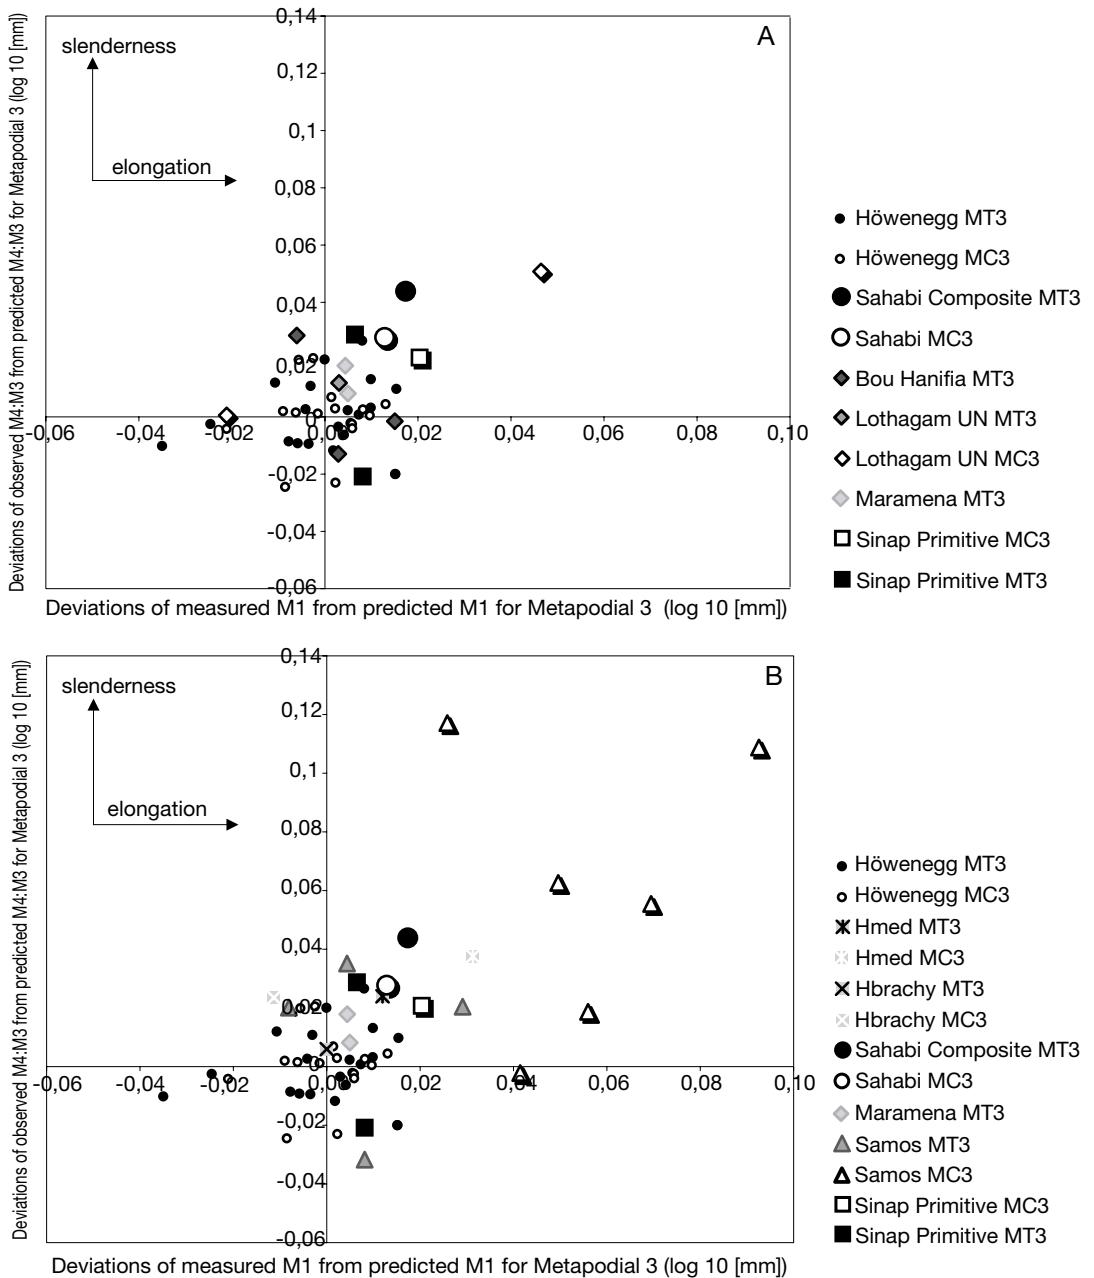 0,14
A
slenderness
0,12
0,1
elongation
0,08
0,06
0,04
0,02
-0,06
-0,04
-0,02
0,0
0,02
0,04
0,06
0,08
0,10
-0,02
-0,04
-0,06
Deviations of observed M4:M3 from predicted M4:M3 for Metapodial 3 (log 10 [mm])
Deviations of measured M1 from predicted M1 for Metapodial 3 (log 10 [mm])
Höwenegg MT3
Höwenegg MC3
Sahabi Composite MT3
Sahabi MC3
Bou Hanifia MT3
Lothagam UN MT3
Lothagam UN MC3
Maramena MT3
Sinap Primitive MC3
Sinap Primitive MT3
0,14
B
slenderness
0,12
0,1
elongation
0,08
0,06
0,04
0,02
-0,06
-0,04
-0,02
0,0
0,02
0,04
0,06
0,08
0,10
-0,02
-0,04
-0,06
Deviations of observed M4:M3 from predicted M4:M3 for Metapodial 3 (log 10 [mm])
Deviations of measured M1 from predicted M1 for Metapodial 3 (log 10 [mm])
Höwenegg MT3
Höwenegg MC3
Hmed MT3
Hmed MC3
Hbrachy MT3
Hbrachy MC3
Sahabi Composite MT3
Sahabi MC3
Maramena MT3
Samos MT3
Samos MC3
Sinap Primitive MC3
Sinap Primitive MT3